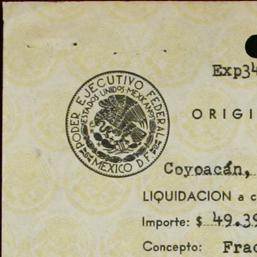 Exp34
ORIGI
PODER EJECUTIVO FEDERAL
ESTADOS UNIDOS MEXICANOS
MEXICO D.F.
Coyoacán,
LIQUIDACION a c
Importe: $ 49.39
Concepto: Frac